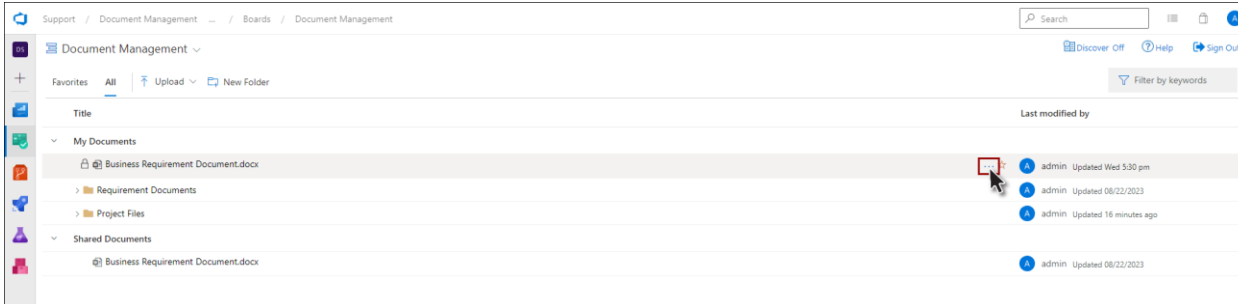 Support / Document Management ... / Boards / Document Management
Search
A
DS
Document Management
Discover Off Help Sign Out
Favorites All Upload New Folder
Filter by keywords
Title Last modified by
My Documents
Business Requirement Document.docx ... A admin Updated Wed 5:30 pm
Requirement Documents A admin Updated 08/22/2023
Project Files A admin Updated 16 minutes ago
Shared Documents
Business Requirement Document.docx A admin Updated 08/22/2023